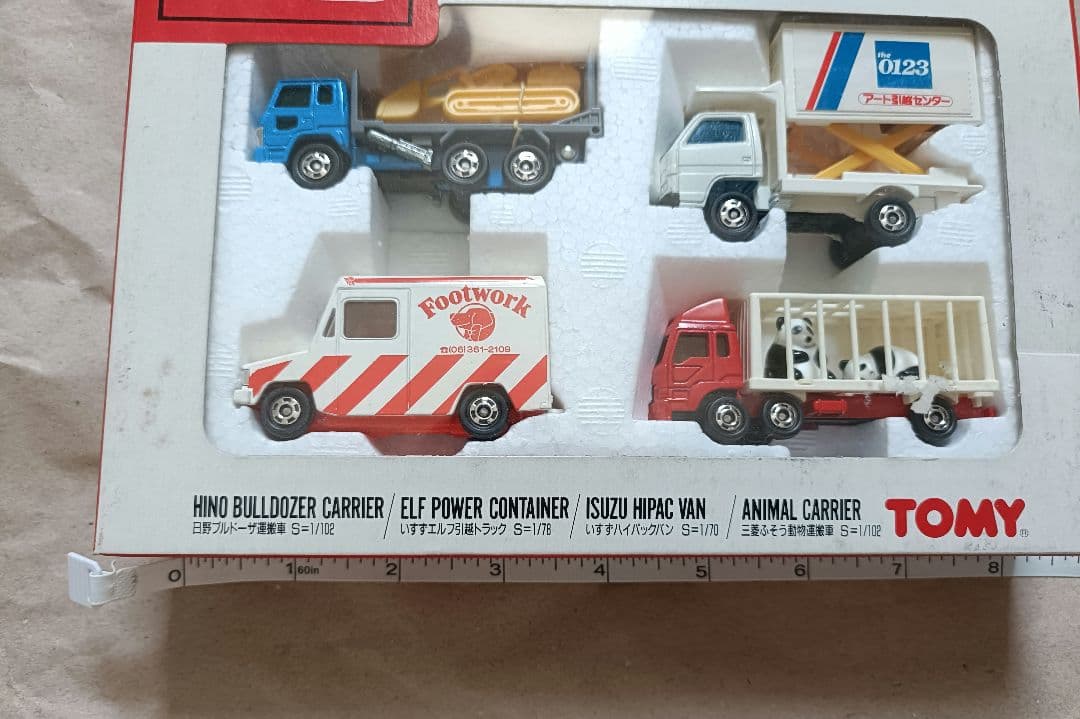 the
0123
アート引越センター
Footwork
☎(06)361-2109
HINO BULLDOZER CARRIER / ELF POWER CONTAINER / ISUZU HIPAC VAN / ANIMAL CARRIER
日野ブルドーザ運搬車 S=1/102 いすゞエルフ引越トラック S=1/78 いすゞハイパックバン S=1/70 三菱ふそう動物運搬車 S=1/102
TOMY®
0 1 60in 2 3 4 5 6 7 8